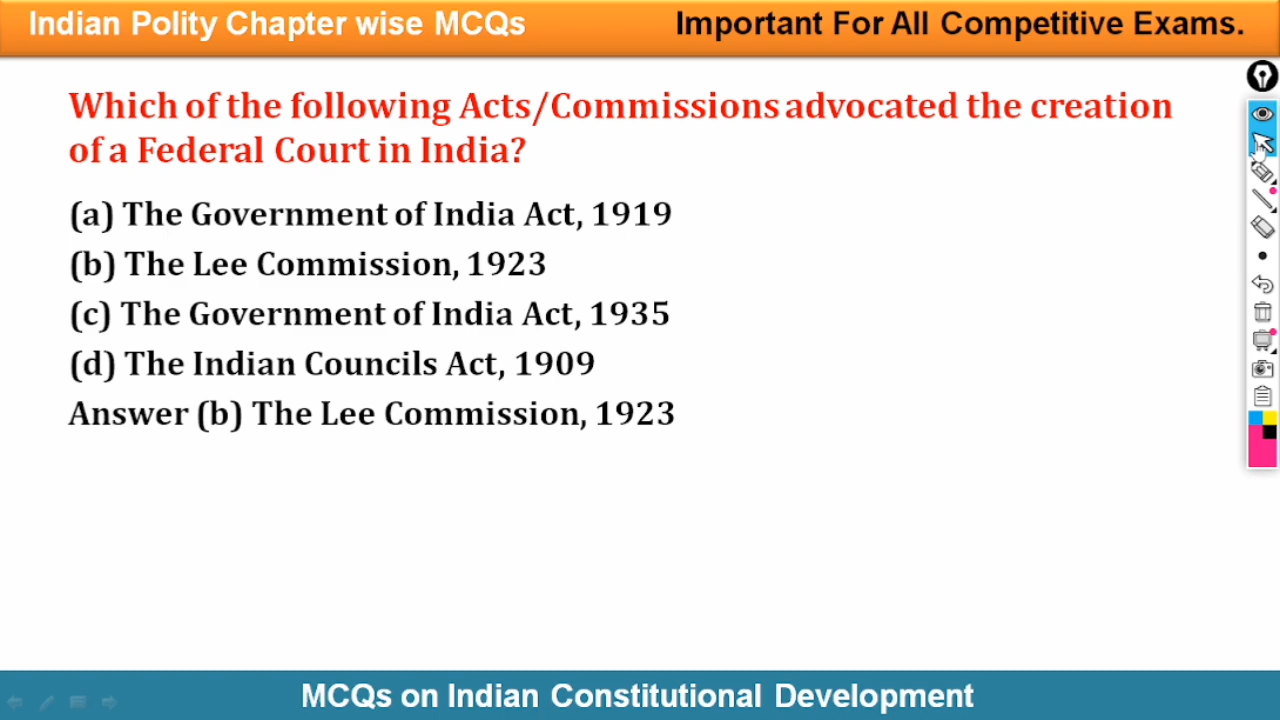 Indian Polity Chapter wise MCQs
Important For All Competitive Exams.
Which of the following Acts/Commissions advocated the creation
of a Federal Court in India?
(a) The Government of India Act, 1919
(b) The Lee Commission, 1923
(c) The Government of India Act, 1935
(d) The Indian Councils Act, 1909
Answer (b) The Lee Commission, 1923
MCQs on Indian Constitutional Development